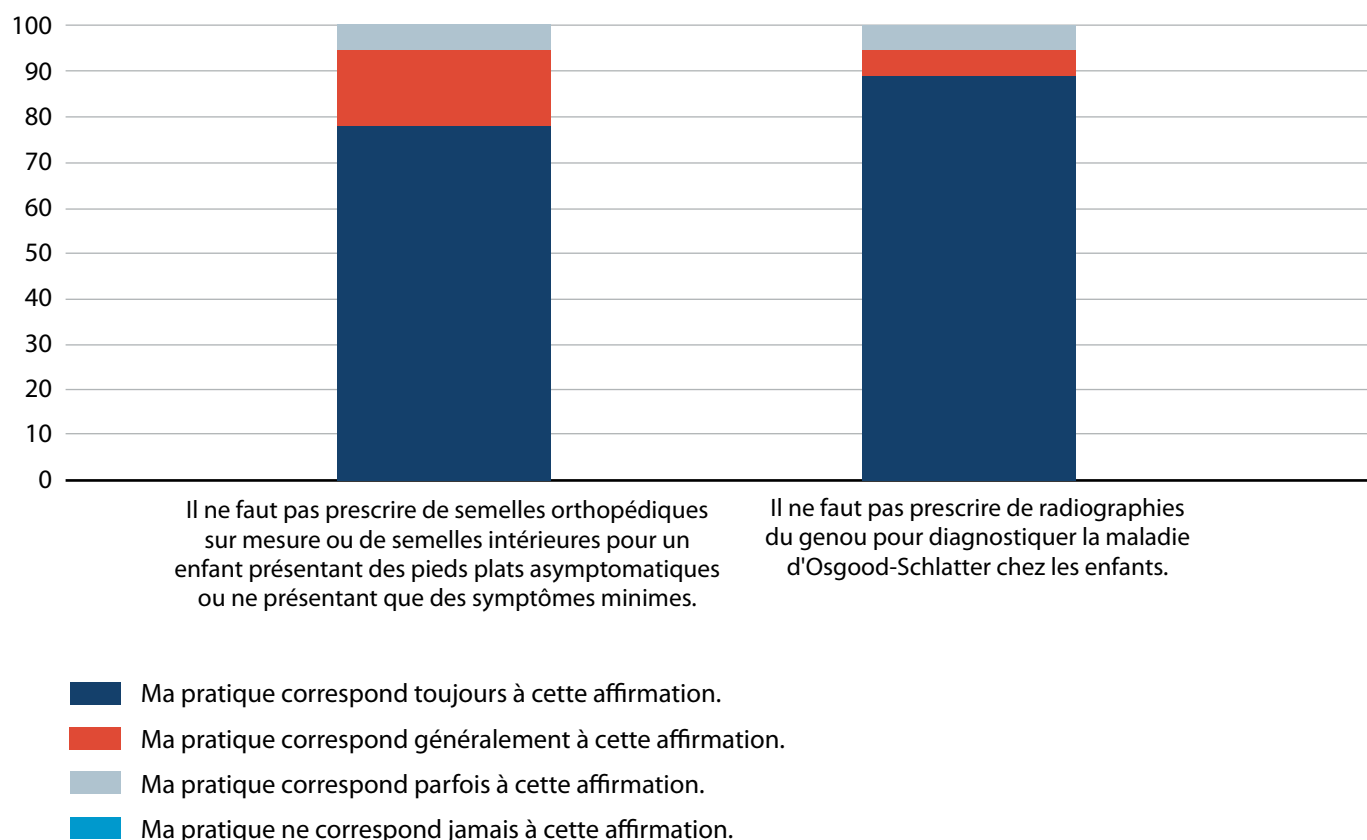 100
90
80
70
60
50
40
30
20
10
0
Il ne faut pas prescrire de semelles orthopédiques
sur mesure ou de semelles intérieures pour un
enfant présentant des pieds plats asymptomatiques
ou ne présentant que des symptômes minimes.
Il ne faut pas prescrire de radiographies
du genou pour diagnostiquer la maladie
d'Osgood-Schlatter chez les enfants.
Ma pratique correspond toujours à cette affirmation.
Ma pratique correspond généralement à cette affirmation.
Ma pratique correspond parfois à cette affirmation.
Ma pratique ne correspond jamais à cette affirmation.